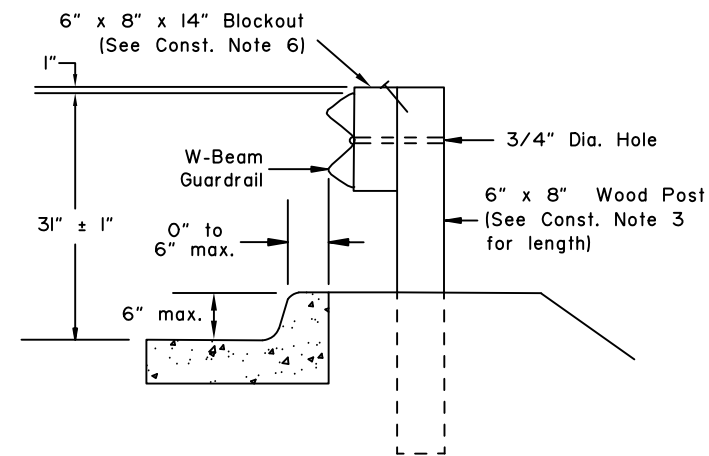 6" x 8" x 14" Blockout
(See Const. Note 6)
1"
3/4" Dia. Hole
W-Beam
Guardrail
6" x 8" Wood Post
(See Const. Note 3
for length)
31" ± 1"
0" to
6" max.
6" max.